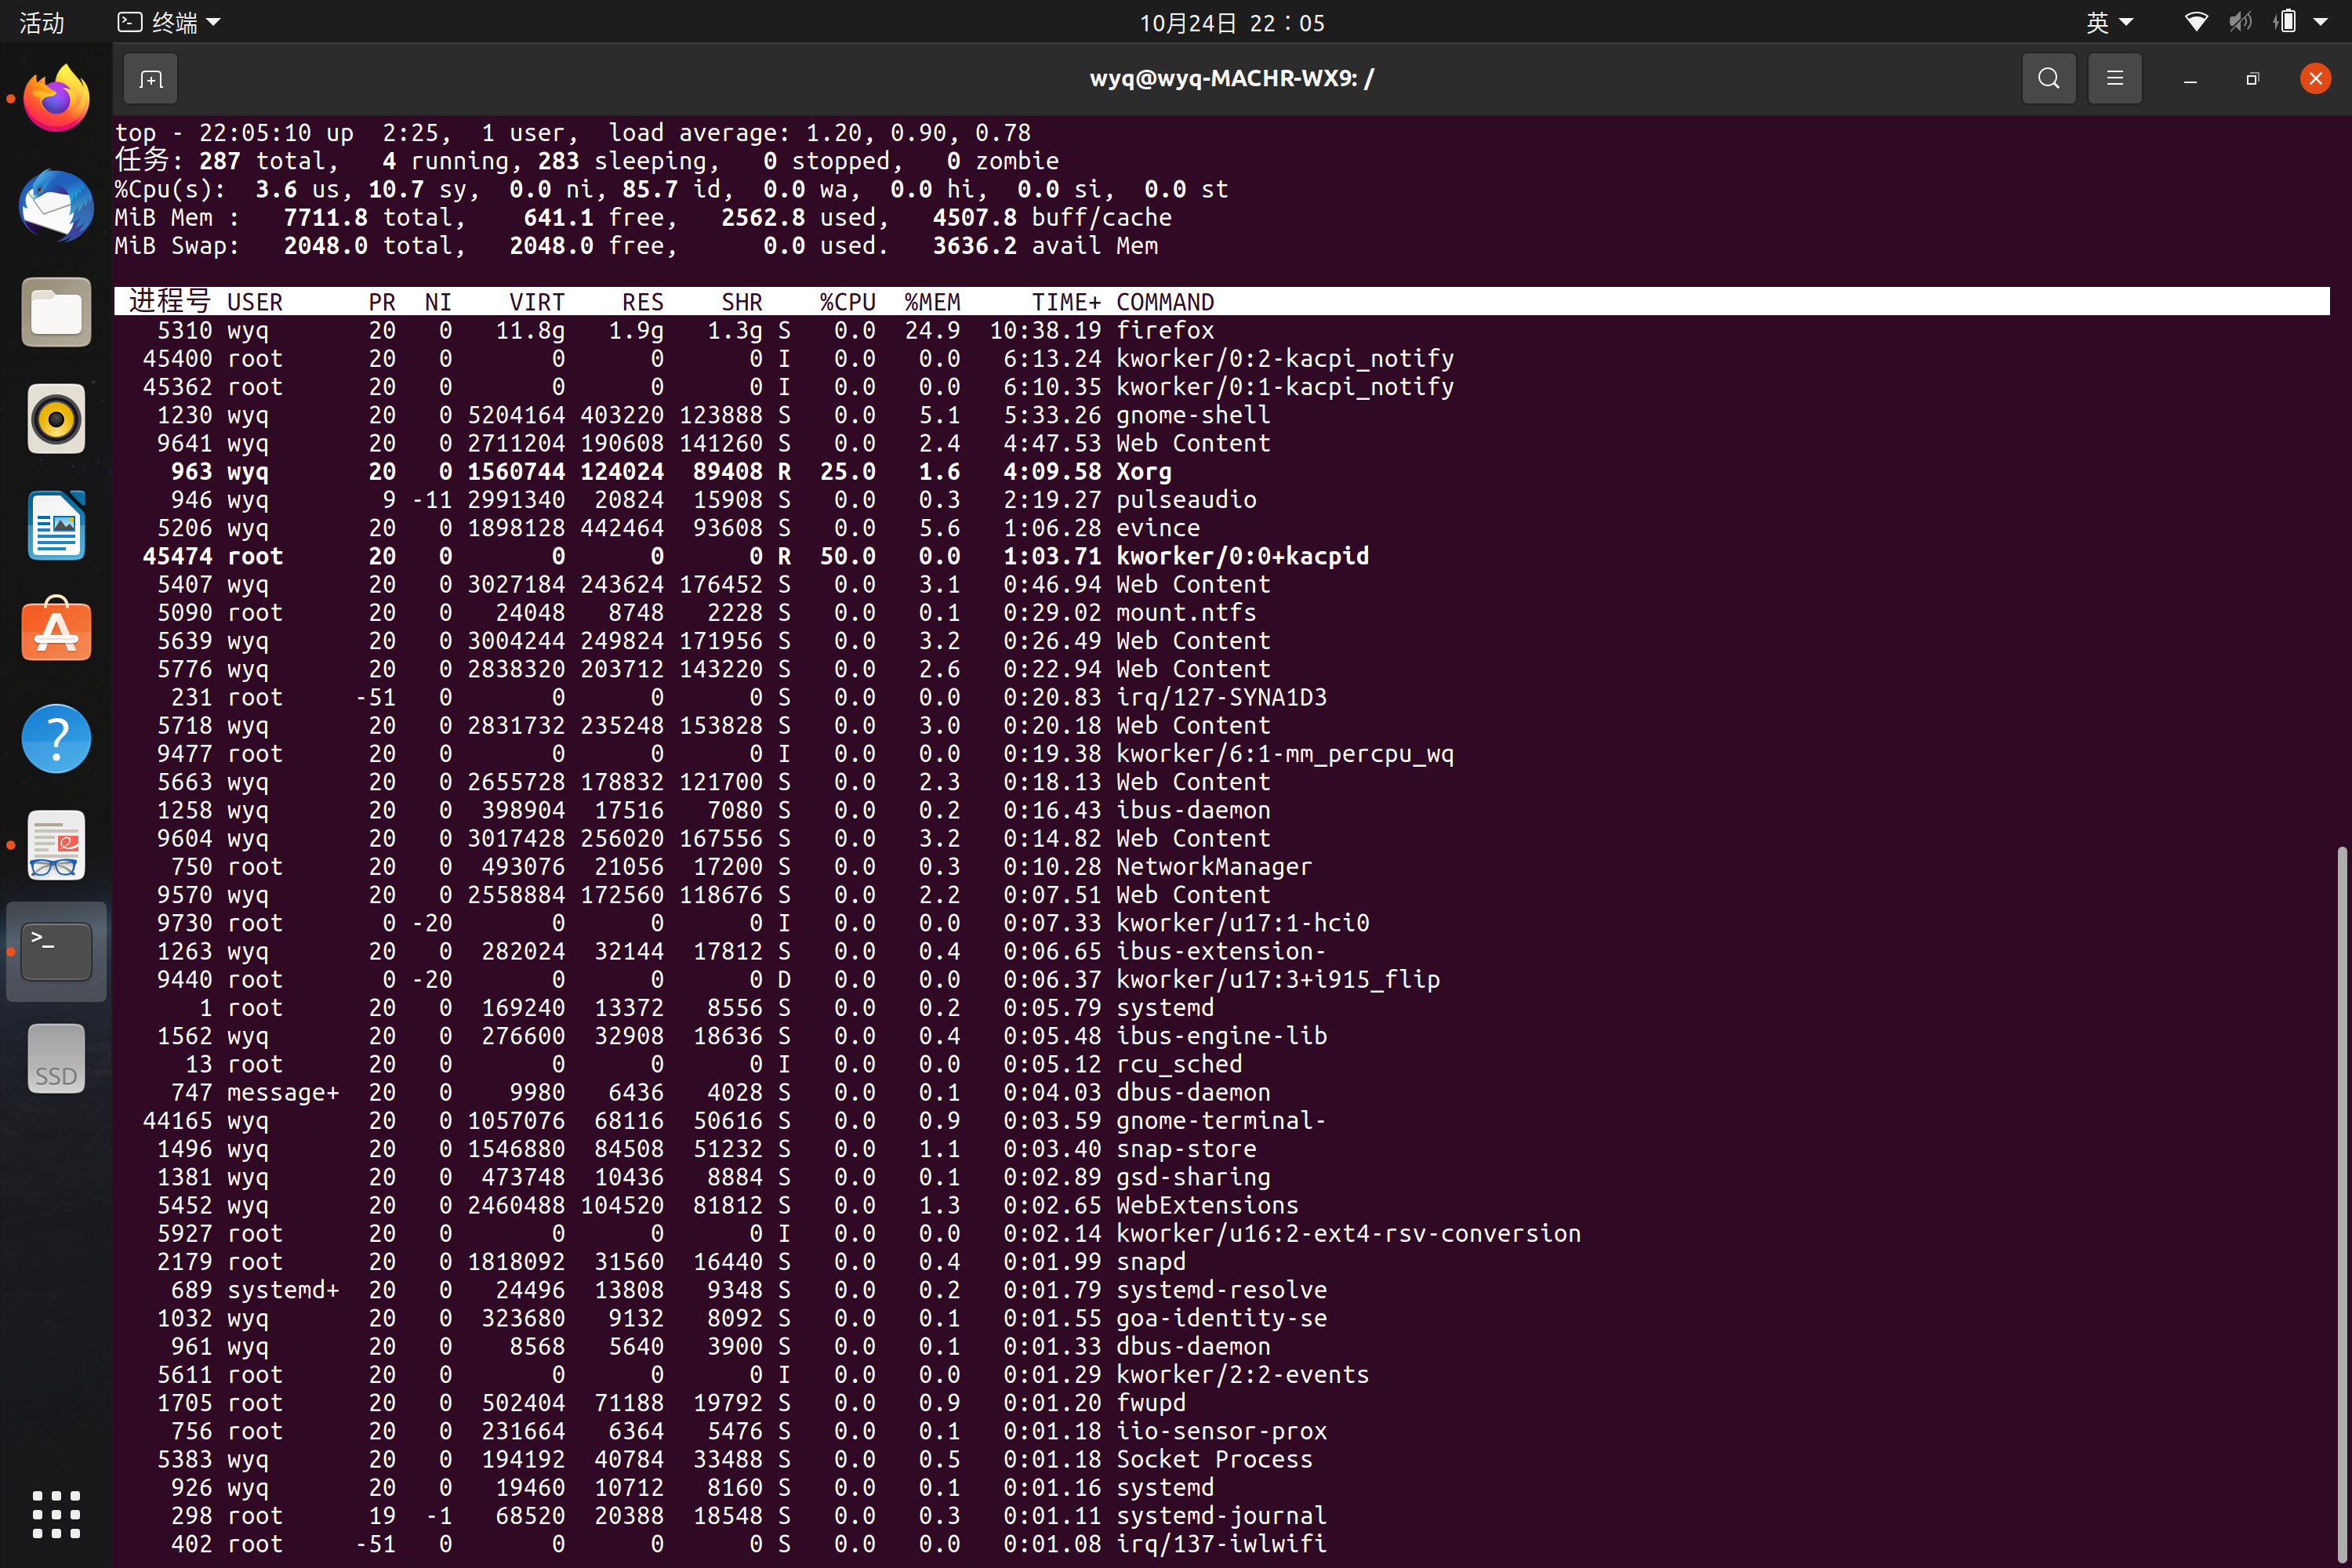 活动 终端 10月24日 22：05 英
wyq@wyq-MACHR-WX9: /
top - 22:05:10 up  2:25,  1 user,  load average: 1.20, 0.90, 0.78
任务: 287 total,   4 running, 283 sleeping,   0 stopped,   0 zombie
%Cpu(s):  3.6 us, 10.7 sy,  0.0 ni, 85.7 id,  0.0 wa,  0.0 hi,  0.0 si,  0.0 st
MiB Mem :   7711.8 total,    641.1 free,   2562.8 used,   4507.8 buff/cache
MiB Swap:   2048.0 total,   2048.0 free,      0.0 used.   3636.2 avail Mem
进程号 USER PR NI VIRT RES SHR %CPU %MEM TIME+ COMMAND
5310 wyq 20 0 11.8g 1.9g 1.3g S 0.0 24.9 10:38.19 firefox
45400 root 20 0 0 0 0 I 0.0 0.0 6:13.24 kworker/0:2-kacpi_notify
45362 root 20 0 0 0 0 I 0.0 0.0 6:10.35 kworker/0:1-kacpi_notify
1230 wyq 20 0 5204164 403220 123888 S 0.0 5.1 5:33.26 gnome-shell
9641 wyq 20 0 2711204 190608 141260 S 0.0 2.4 4:47.53 Web Content
963 wyq 20 0 1560744 124024 89408 R 25.0 1.6 4:09.58 Xorg
946 wyq 9 -11 2991340 20824 15908 S 0.0 0.3 2:19.27 pulseaudio
5206 wyq 20 0 1898128 442464 93608 S 0.0 5.6 1:06.28 evince
45474 root 20 0 0 0 0 R 50.0 0.0 1:03.71 kworker/0:0+kacpid
5407 wyq 20 0 3027184 243624 176452 S 0.0 3.1 0:46.94 Web Content
5090 root 20 0 24048 8748 2228 S 0.0 0.1 0:29.02 mount.ntfs
5639 wyq 20 0 3004244 249824 171956 S 0.0 3.2 0:26.49 Web Content
5776 wyq 20 0 2838320 203712 143220 S 0.0 2.6 0:22.94 Web Content
231 root -51 0 0 0 0 S 0.0 0.0 0:20.83 irq/127-SYNA1D3
5718 wyq 20 0 2831732 235248 153828 S 0.0 3.0 0:20.18 Web Content
9477 root 20 0 0 0 0 I 0.0 0.0 0:19.38 kworker/6:1-mm_percpu_wq
5663 wyq 20 0 2655728 178832 121700 S 0.0 2.3 0:18.13 Web Content
1258 wyq 20 0 398904 17516 7080 S 0.0 0.2 0:16.43 ibus-daemon
9604 wyq 20 0 3017428 256020 167556 S 0.0 3.2 0:14.82 Web Content
750 root 20 0 493076 21056 17200 S 0.0 0.3 0:10.28 NetworkManager
9570 wyq 20 0 2558884 172560 118676 S 0.0 2.2 0:07.51 Web Content
9730 root 0 -20 0 0 0 I 0.0 0.0 0:07.33 kworker/u17:1-hci0
1263 wyq 20 0 282024 32144 17812 S 0.0 0.4 0:06.65 ibus-extension-
9440 root 0 -20 0 0 0 D 0.0 0.0 0:06.37 kworker/u17:3+i915_flip
1 root 20 0 169240 13372 8556 S 0.0 0.2 0:05.79 systemd
1562 wyq 20 0 276600 32908 18636 S 0.0 0.4 0:05.48 ibus-engine-lib
13 root 20 0 0 0 0 I 0.0 0.0 0:05.12 rcu_sched
747 message+ 20 0 9980 6436 4028 S 0.0 0.1 0:04.03 dbus-daemon
44165 wyq 20 0 1057076 68116 50616 S 0.0 0.9 0:03.59 gnome-terminal-
1496 wyq 20 0 1546880 84508 51232 S 0.0 1.1 0:03.40 snap-store
1381 wyq 20 0 473748 10436 8884 S 0.0 0.1 0:02.89 gsd-sharing
5452 wyq 20 0 2460488 104520 81812 S 0.0 1.3 0:02.65 WebExtensions
5927 root 20 0 0 0 0 I 0.0 0.0 0:02.14 kworker/u16:2-ext4-rsv-conversion
2179 root 20 0 1818092 31560 16440 S 0.0 0.4 0:01.99 snapd
689 systemd+ 20 0 24496 13808 9348 S 0.0 0.2 0:01.79 systemd-resolve
1032 wyq 20 0 323680 9132 8092 S 0.0 0.1 0:01.55 goa-identity-se
961 wyq 20 0 8568 5640 3900 S 0.0 0.1 0:01.33 dbus-daemon
5611 root 20 0 0 0 0 I 0.0 0.0 0:01.29 kworker/2:2-events
1705 root 20 0 502404 71188 19792 S 0.0 0.9 0:01.20 fwupd
756 root 20 0 231664 6364 5476 S 0.0 0.1 0:01.18 iio-sensor-prox
5383 wyq 20 0 194192 40784 33488 S 0.0 0.5 0:01.18 Socket Process
926 wyq 20 0 19460 10712 8160 S 0.0 0.1 0:01.16 systemd
298 root 19 -1 68520 20388 18548 S 0.0 0.3 0:01.11 systemd-journal
402 root -51 0 0 0 0 S 0.0 0.0 0:01.08 irq/137-iwlwifi
SSD